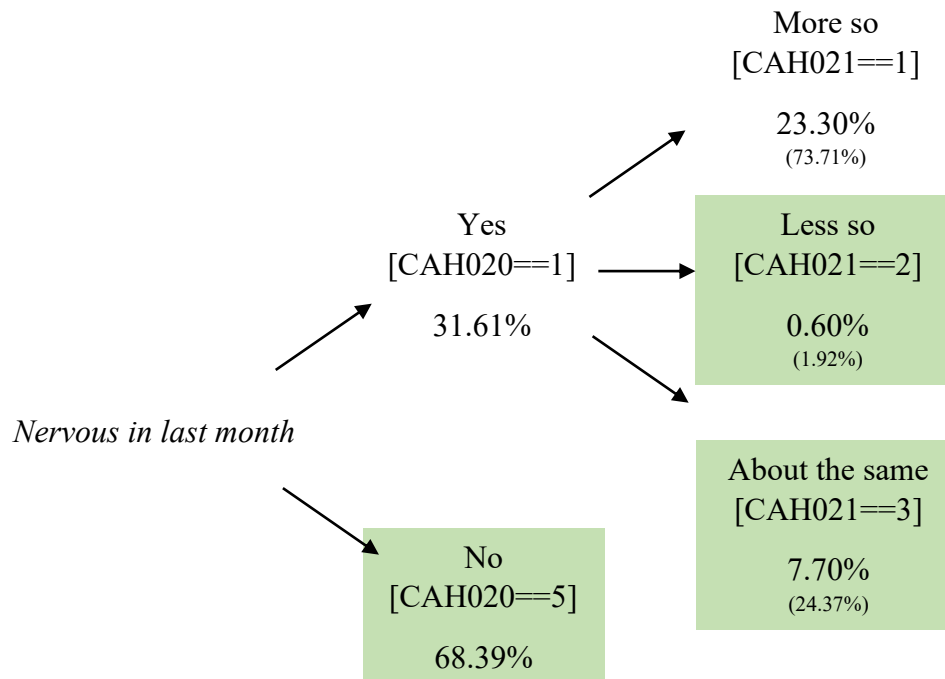 More so
[CAH021==1]
23.30%
(73.71%)
Yes
[CAH020==1]
31.61%
Less so
[CAH021==2]
0.60%
(1.92%)
Nervous in last month
About the same
[CAH021==3]
7.70%
(24.37%)
No
[CAH020==5]
68.39%